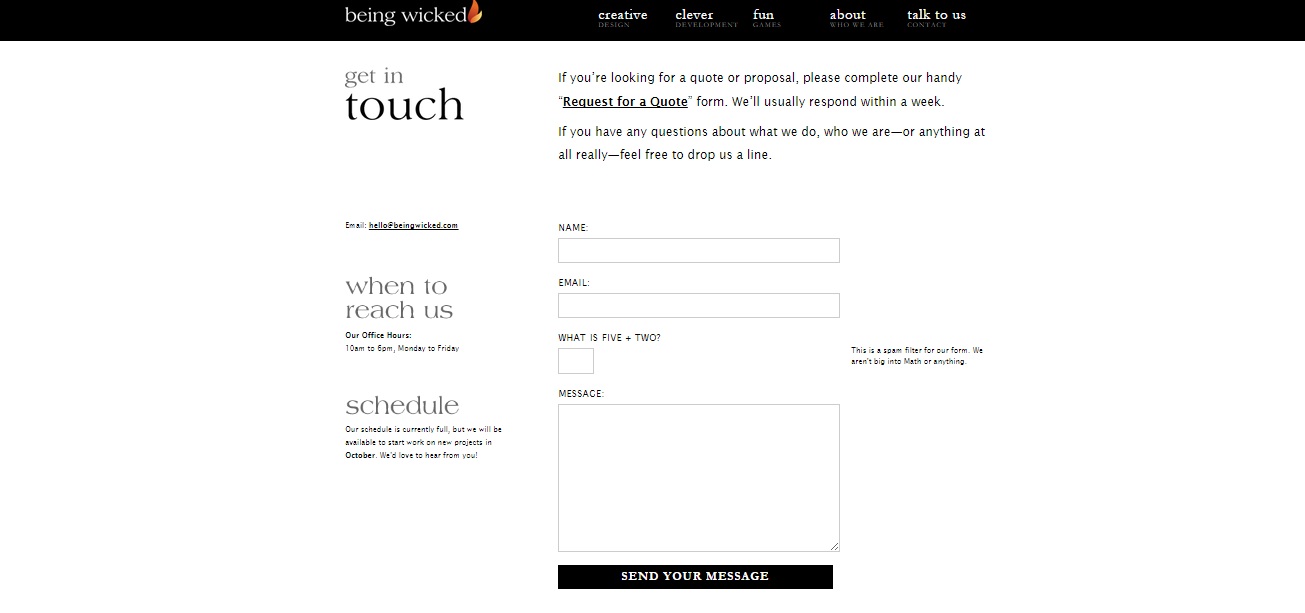 being wicked
creative
DESIGN
clever
DEVELOPMENT
fun
GAMES
about
WHO WE ARE
talk to us
CONTACT
get in
touch
If you're looking for a quote or proposal, please complete our handy
“Request for a Quote” form. We'll usually respond within a week.
If you have any questions about what we do, who we are—or anything at
all really—feel free to drop us a line.
Email: hello@beingwicked.com
when to
reach us
Our Office Hours:
10am to 6pm, Monday to Friday
schedule
Our schedule is currently full, but we will be
available to start work on new projects in
October. We'd love to hear from you!
NAME:
EMAIL:
WHAT IS FIVE + TWO?
This is a spam filter for our form. We
aren't big into Math or anything.
MESSAGE:
SEND YOUR MESSAGE